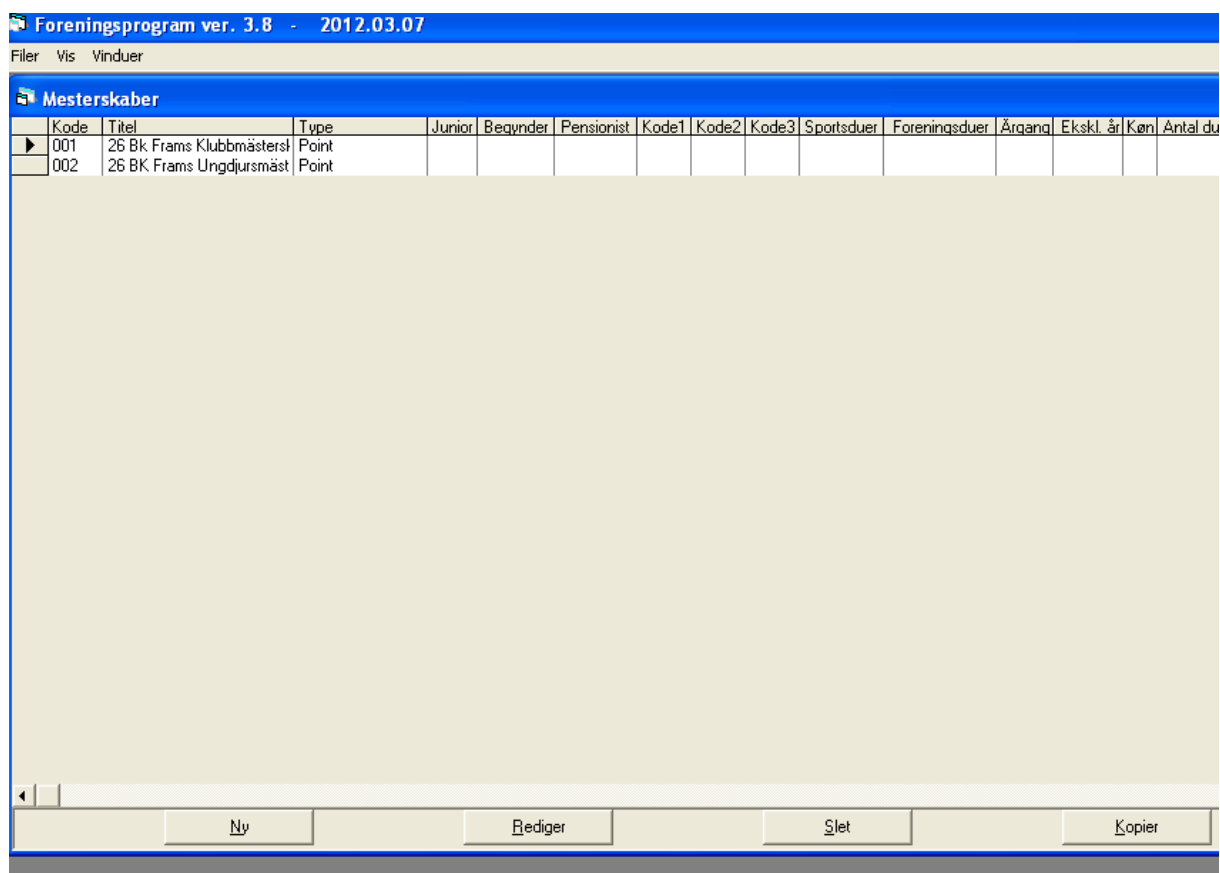 Foreningsprogram ver. 3.8 - 2012.03.07
Filer Vis Vinduer
Mesterskaber
Kode Titel Type Junior Begynder Pensionist Kode1 Kode2 Kode3 Sportsduer Foreningsduer Årgang Ekskl. år Køn Antal du
001 26 Bk Frams Klubbmästersk Point
002 26 BK Frams Ungdjursmäst Point
Ny Rediger Slet Kopier